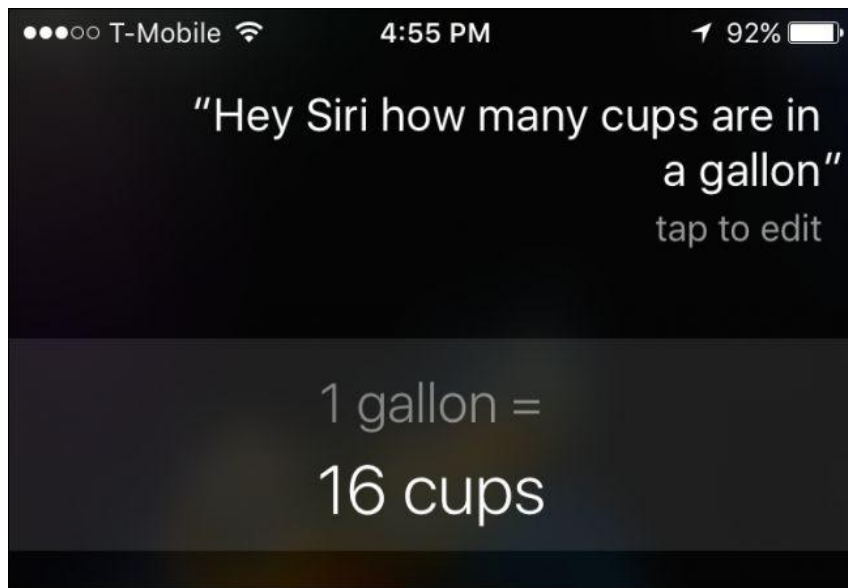 ●●●○○ T-Mobile 4:55 PM 92%
"Hey Siri how many cups are in
a gallon"
tap to edit
1 gallon =
16 cups